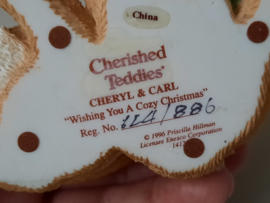 China
Cherished
Teddies®
CHERYL & CARL
"Wishing You A Cozy Christmas"
Reg. No. 114/886
© 1996 Priscilla Hillman
Licensee Enesco Corporation